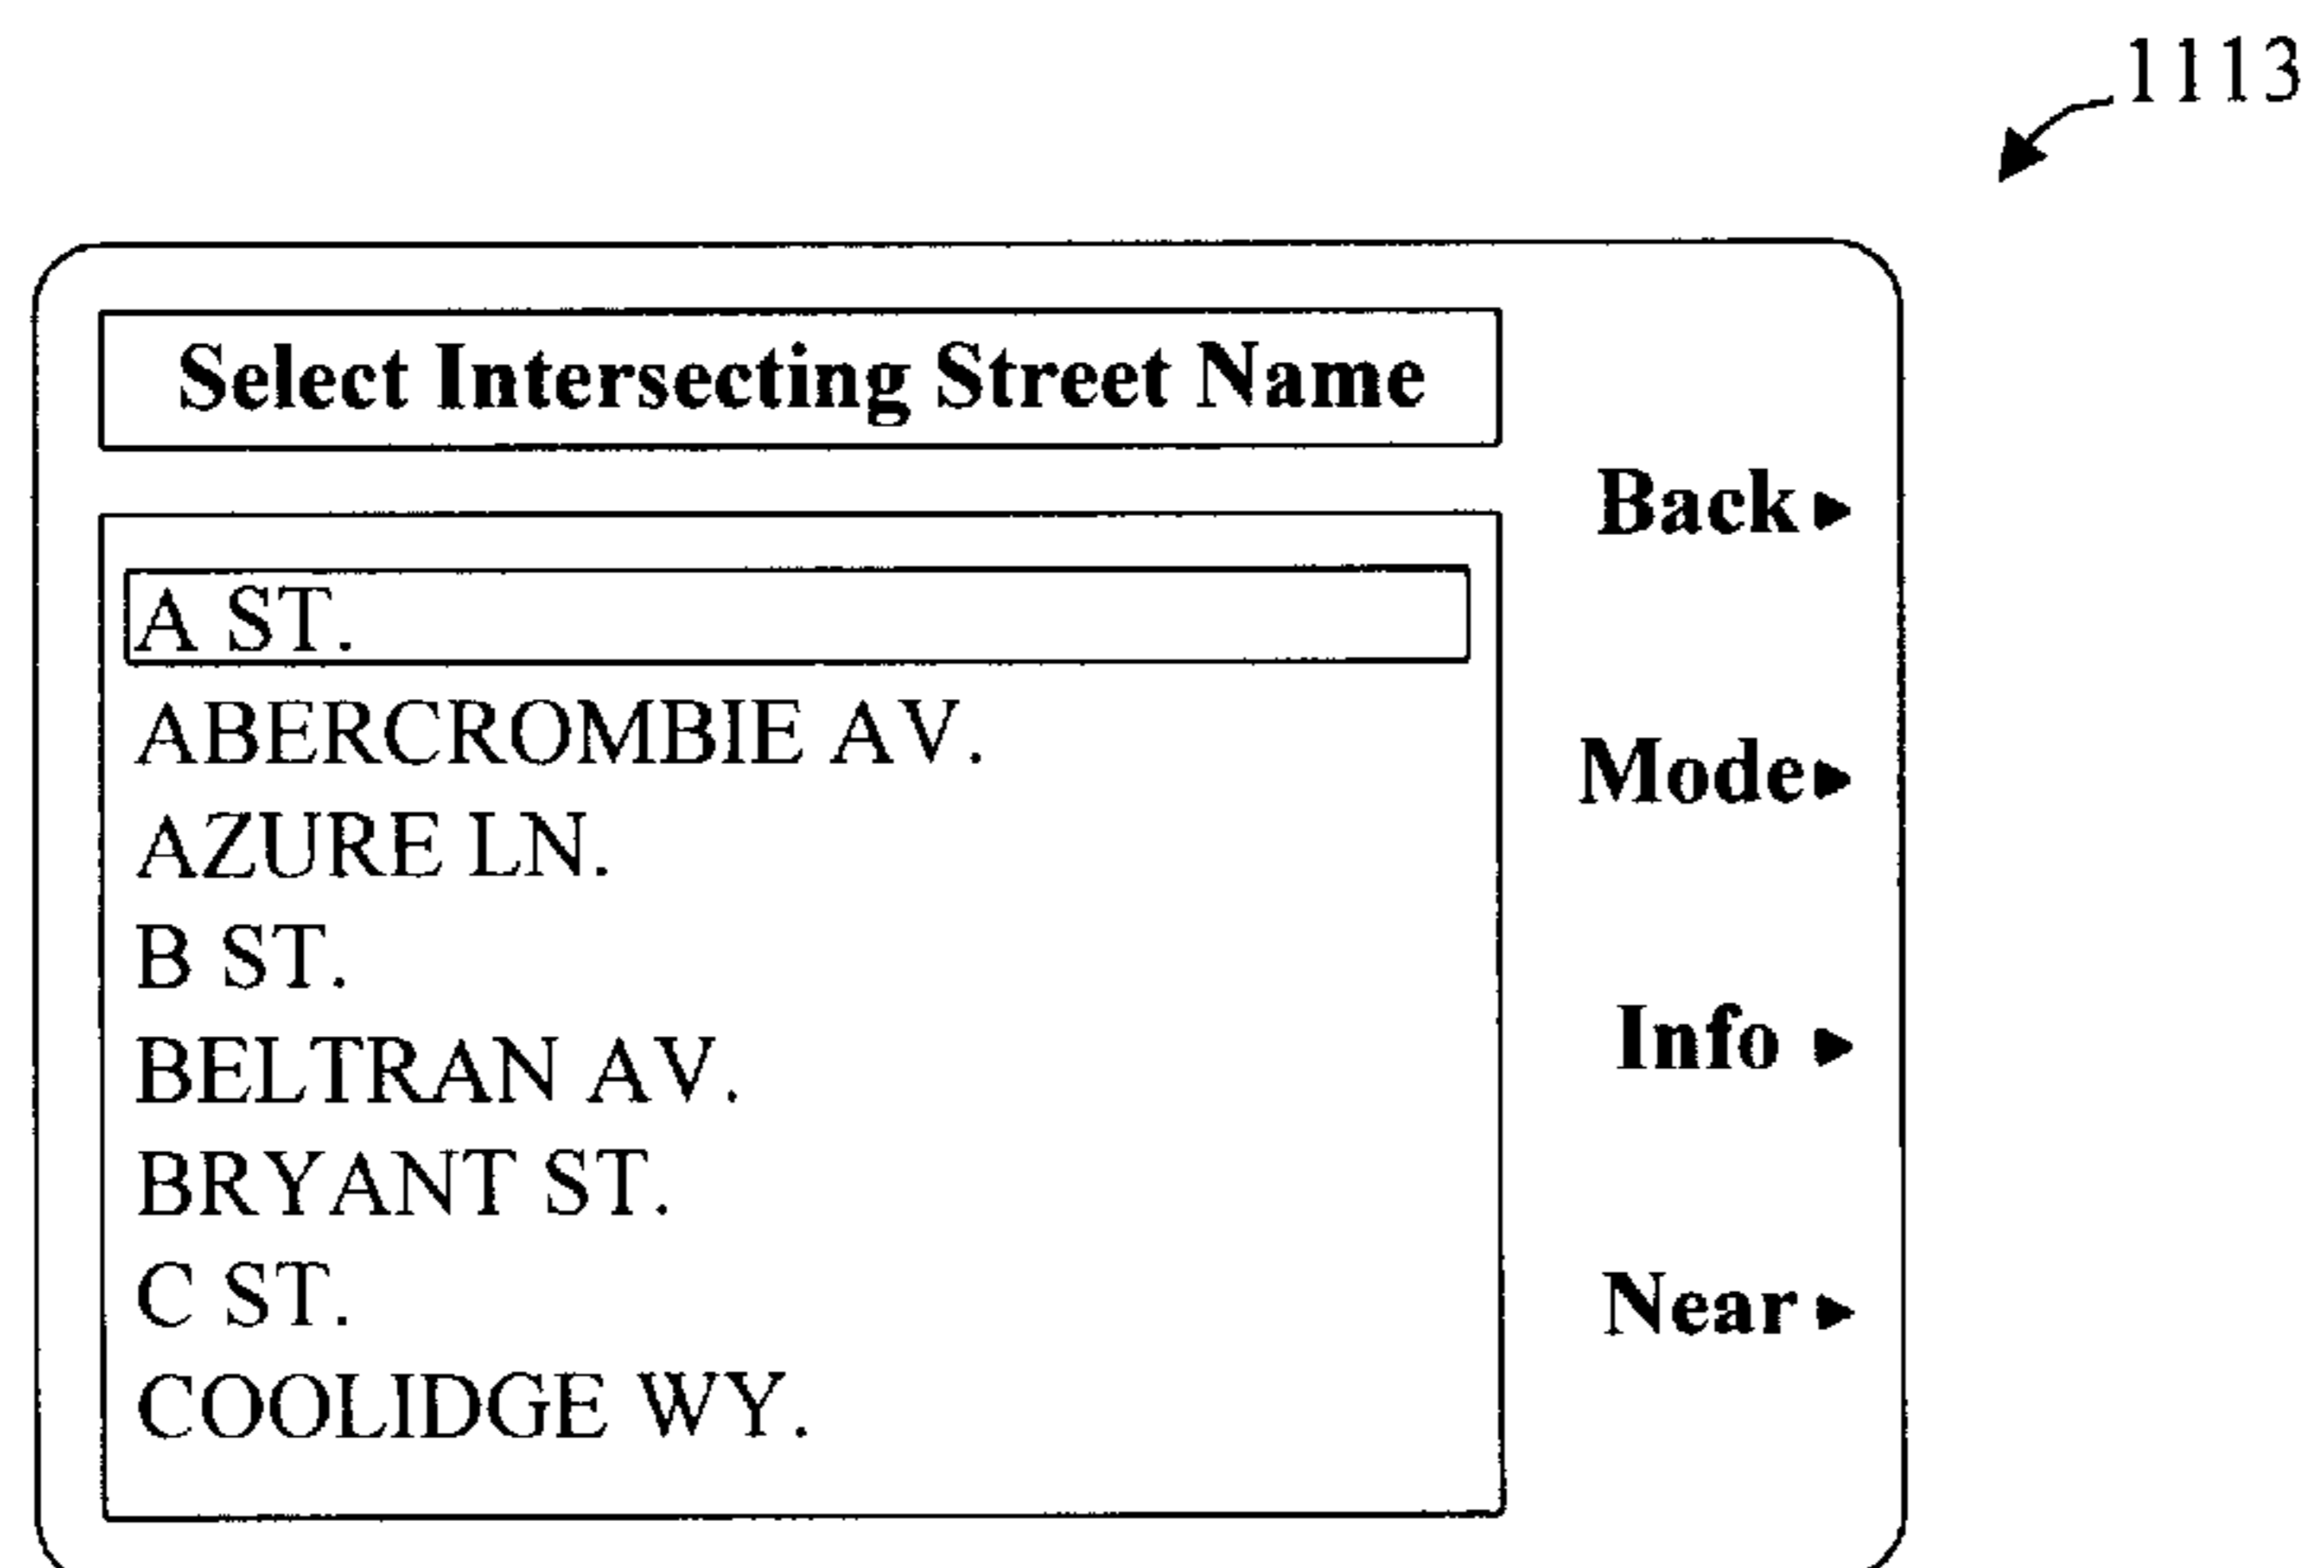 1113
Select Intersecting Street Name
A ST.
ABERCROMBIE AV.
AZURE LN.
B ST.
BELTRAN AV.
BRYANT ST.
C ST.
COOLIDGE WY.
Back
Mode
Info
Near